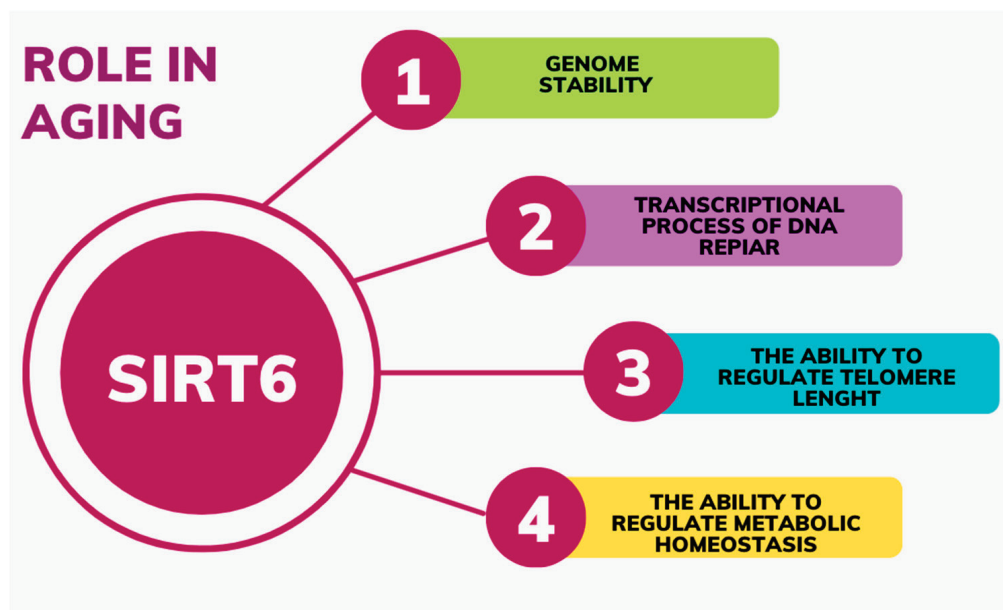 ROLE IN
AGING
1
GENOME
STABILITY
2
TRANSCRIPTIONAL
PROCESS OF DNA
REPIAR
SIRT6
3
THE ABILITY TO
REGULATE TELOMERE
LENGHT
4
THE ABILITY TO
REGULATE METABOLIC
HOMEOSTASIS